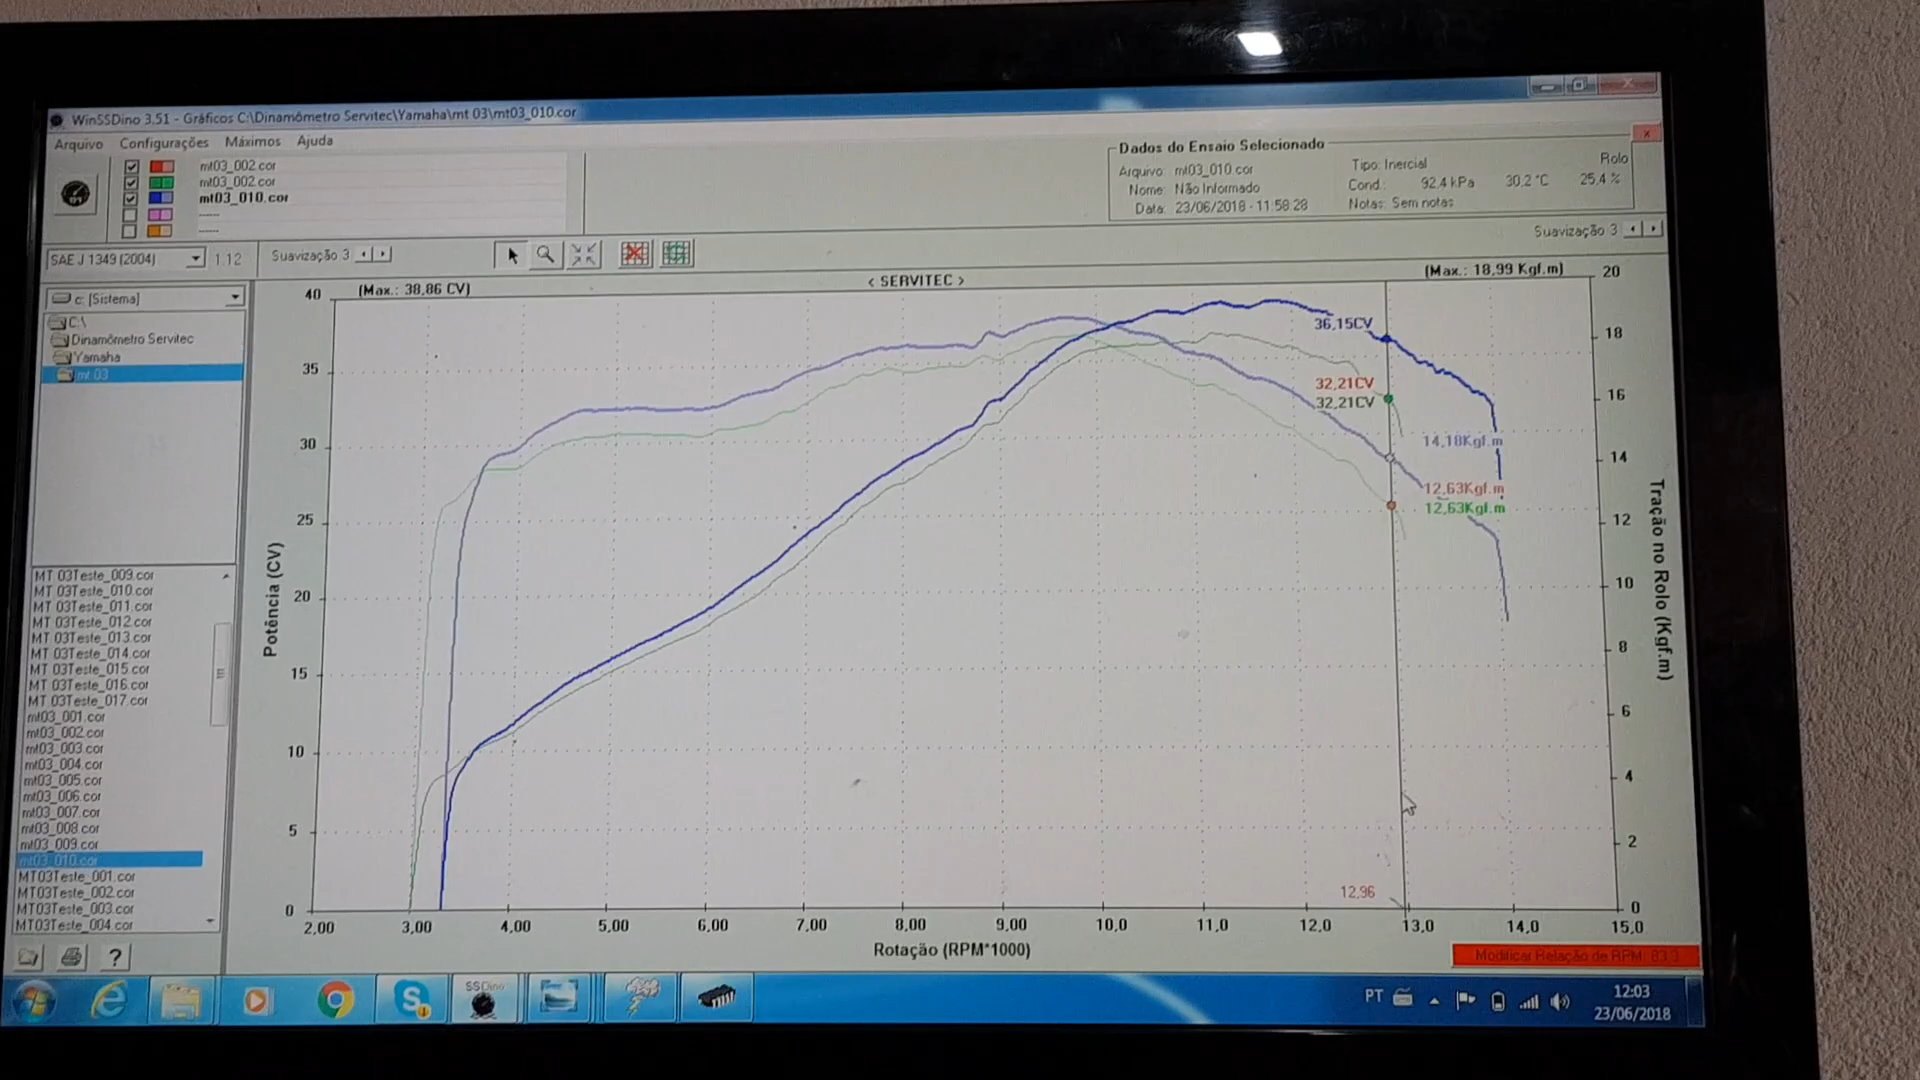 WinSSDino 3.51 - Gráficos C:\Dinamômetro Servitec\Yamaha\mt 03\mt03_010.cor
Arquivo Configurações Máximos Ajuda
mt03_002.cor
mt03_002.cor
mt03_010.cor
-----
-----
Dados do Ensaio Selecionado
Arquivo: mt03_010.cor
Nome: Não Informado
Data: 23/06/2018 - 11:58:28
Tipo: Inercial
Rolo
Cond.: 92,4 kPa 30,2 °C 25,4 %
Notas: Sem notas
SAE J 1349 (2004) 1.12
Suavização 3
Suavização 3
c: [Sistema]
C:\
Dinamômetro Servitec
Yamaha
mt 03
MT 03Teste_009.cor
MT 03Teste_010.cor
MT 03Teste_011.cor
MT 03Teste_012.cor
MT 03Teste_013.cor
MT 03Teste_014.cor
MT 03Teste_015.cor
MT 03Teste_016.cor
MT 03Teste_017.cor
mt03_001.cor
mt03_002.cor
mt03_003.cor
mt03_004.cor
mt03_005.cor
mt03_006.cor
mt03_007.cor
mt03_008.cor
mt03_009.cor
mt03_010.cor
MT03Teste_001.cor
MT03Teste_002.cor
MT03Teste_003.cor
MT03Teste_004.cor
?
(Max.: 38,86 CV)
< SERVITEC >
(Max.: 18,99 Kgf.m)
40
35
30
25
20
15
10
5
0
Potência (CV)
36,15CV
32,21CV
32,21CV
14,18Kgf.m
12,63Kgf.m
12,63Kgf.m
12,96
20
18
16
14
12
10
8
6
4
2
0
Tração no Rolo (Kgf.m)
2,00 3,00 4,00 5,00 6,00 7,00 8,00 9,00 10,0 11,0 12,0 13,0 14,0 15,0
Rotação (RPM*1000)
Modificar Relação de RPM: 83,3
SSDino
PT
12:03
23/06/2018